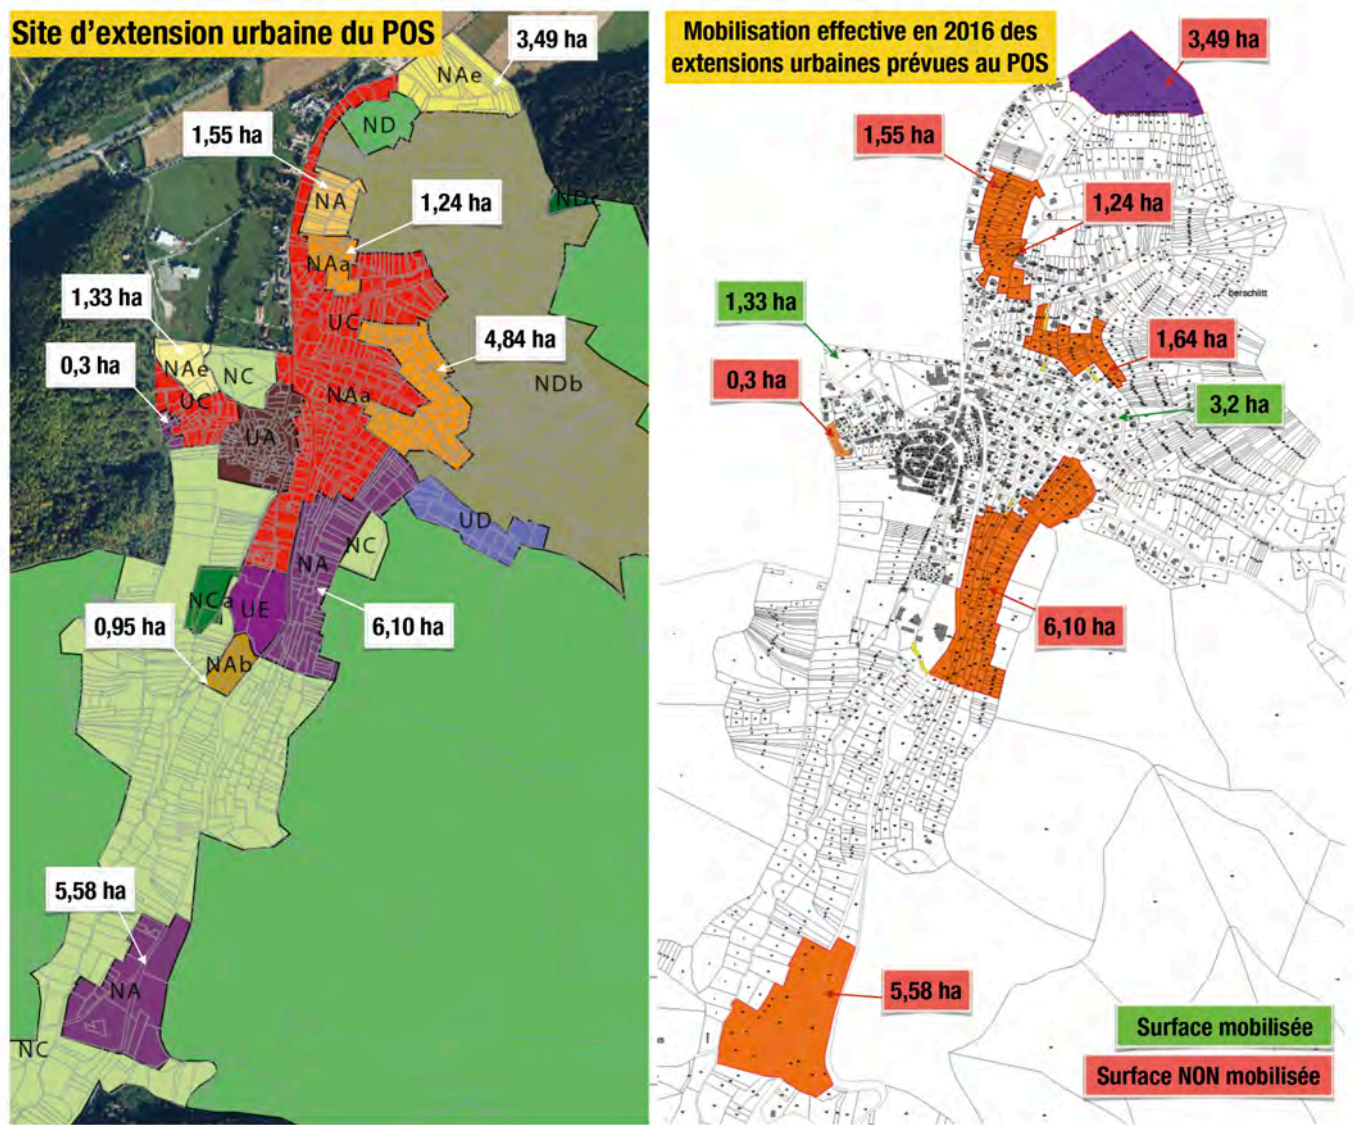 Site d'extension urbaine du POS
3,49 ha
NAe
ND
1,55 ha
NA
1,24 ha
NAa
1,33 ha
UC
4,84 ha
0,3 ha
NAe
NC
NDb
UC
NAa
UA
UD
NC
NA
NCa
UE
0,95 ha
6,10 ha
NAb
5,58 ha
NA
NC
Mobilisation effective en 2016 des
extensions urbaines prévues au POS
3,49 ha
1,55 ha
1,24 ha
1,33 ha
berschlitt
1,64 ha
0,3 ha
3,2 ha
6,10 ha
5,58 ha
Surface mobilisée
Surface NON mobilisée